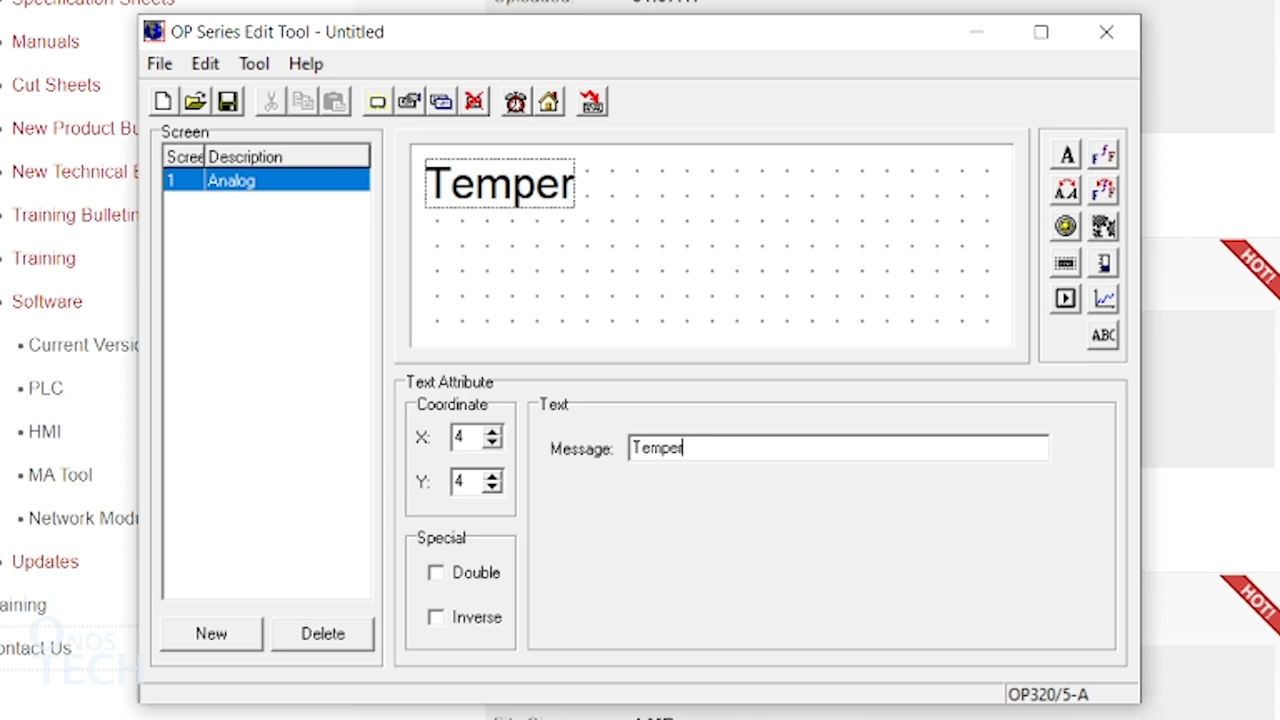 Specification Sheets
Manuals
Cut Sheets
New Product Bu
New Technical
Training Bulletin
Training
Software
Current Versi
PLC
HMI
MA Tool
Network Modu
Updates
aining
ontact Us
ONOS
TECH
OP Series Edit Tool - Untitled
File Edit Tool Help
Screen
Scree Description
1 Analog
New Delete
Temper
A F f F
ABC
Text Attribute
Coordinate
X: 4
Y: 4
Special
Double
Inverse
Text
Message: Temper
OP320/5-A
HOT!
HOT!